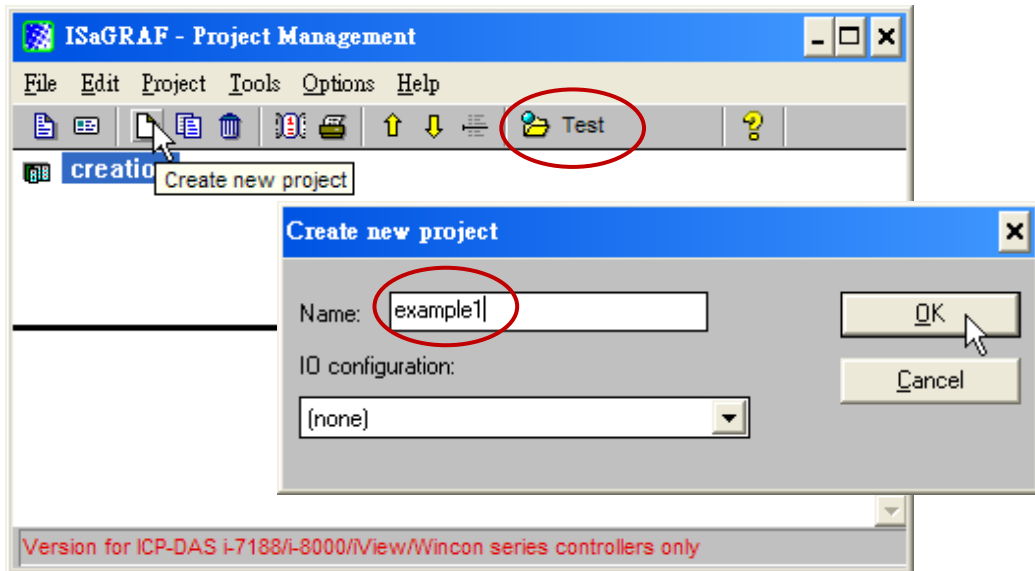 ISaGRAF - Project Management
File Edit Project Tools Options Help
Test
creation
Create new project
Create new project
Name: example1
OK
IO configuration:
Cancel
(none)
Version for ICP-DAS i-7188/i-8000/iView/Wincon series controllers only